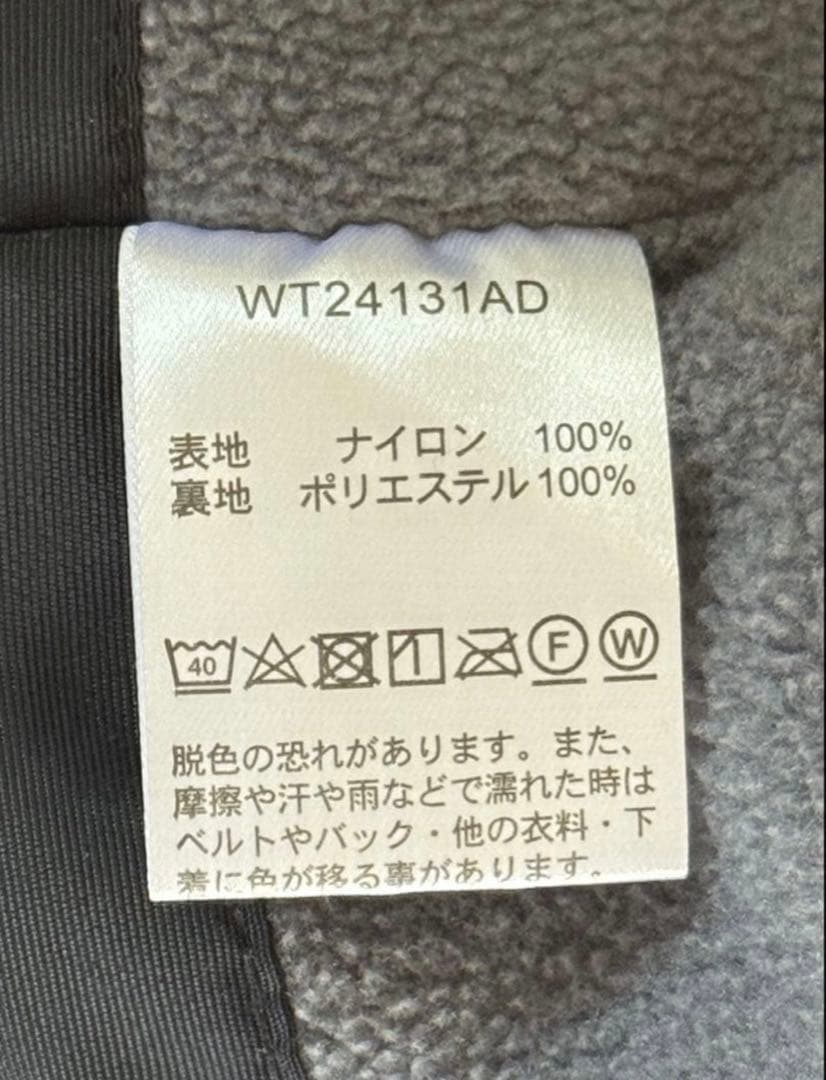 WT24131AD
表地 ナイロン 100%
裏地 ポリエステル 100%
40 F W
脱色の恐れがあります。また、
摩擦や汗や雨などで濡れた時は
ベルトやバック・他の衣料・下
着に色が移る事があります。